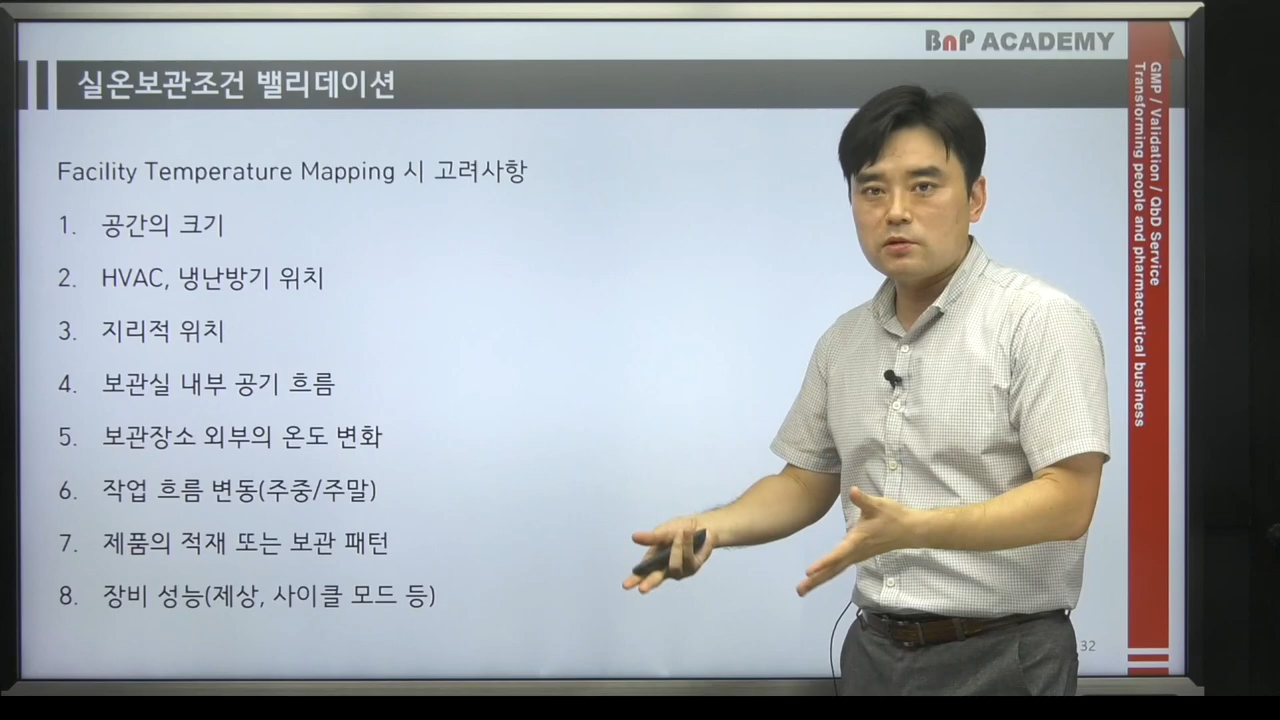 BnP ACADEMY
실온보관조건 밸리데이션
Facility Temperature Mapping 시 고려사항
1. 공간의 크기
2. HVAC, 냉난방기 위치
3. 지리적 위치
4. 보관실 내부 공기 흐름
5. 보관장소 외부의 온도 변화
6. 작업 흐름 변동(주중/주말)
7. 제품의 적재 또는 보관 패턴
8. 장비 성능(제상, 사이클 모드 등)
GMP / Validation / QbD Service
Transforming people and pharmaceutical business
32